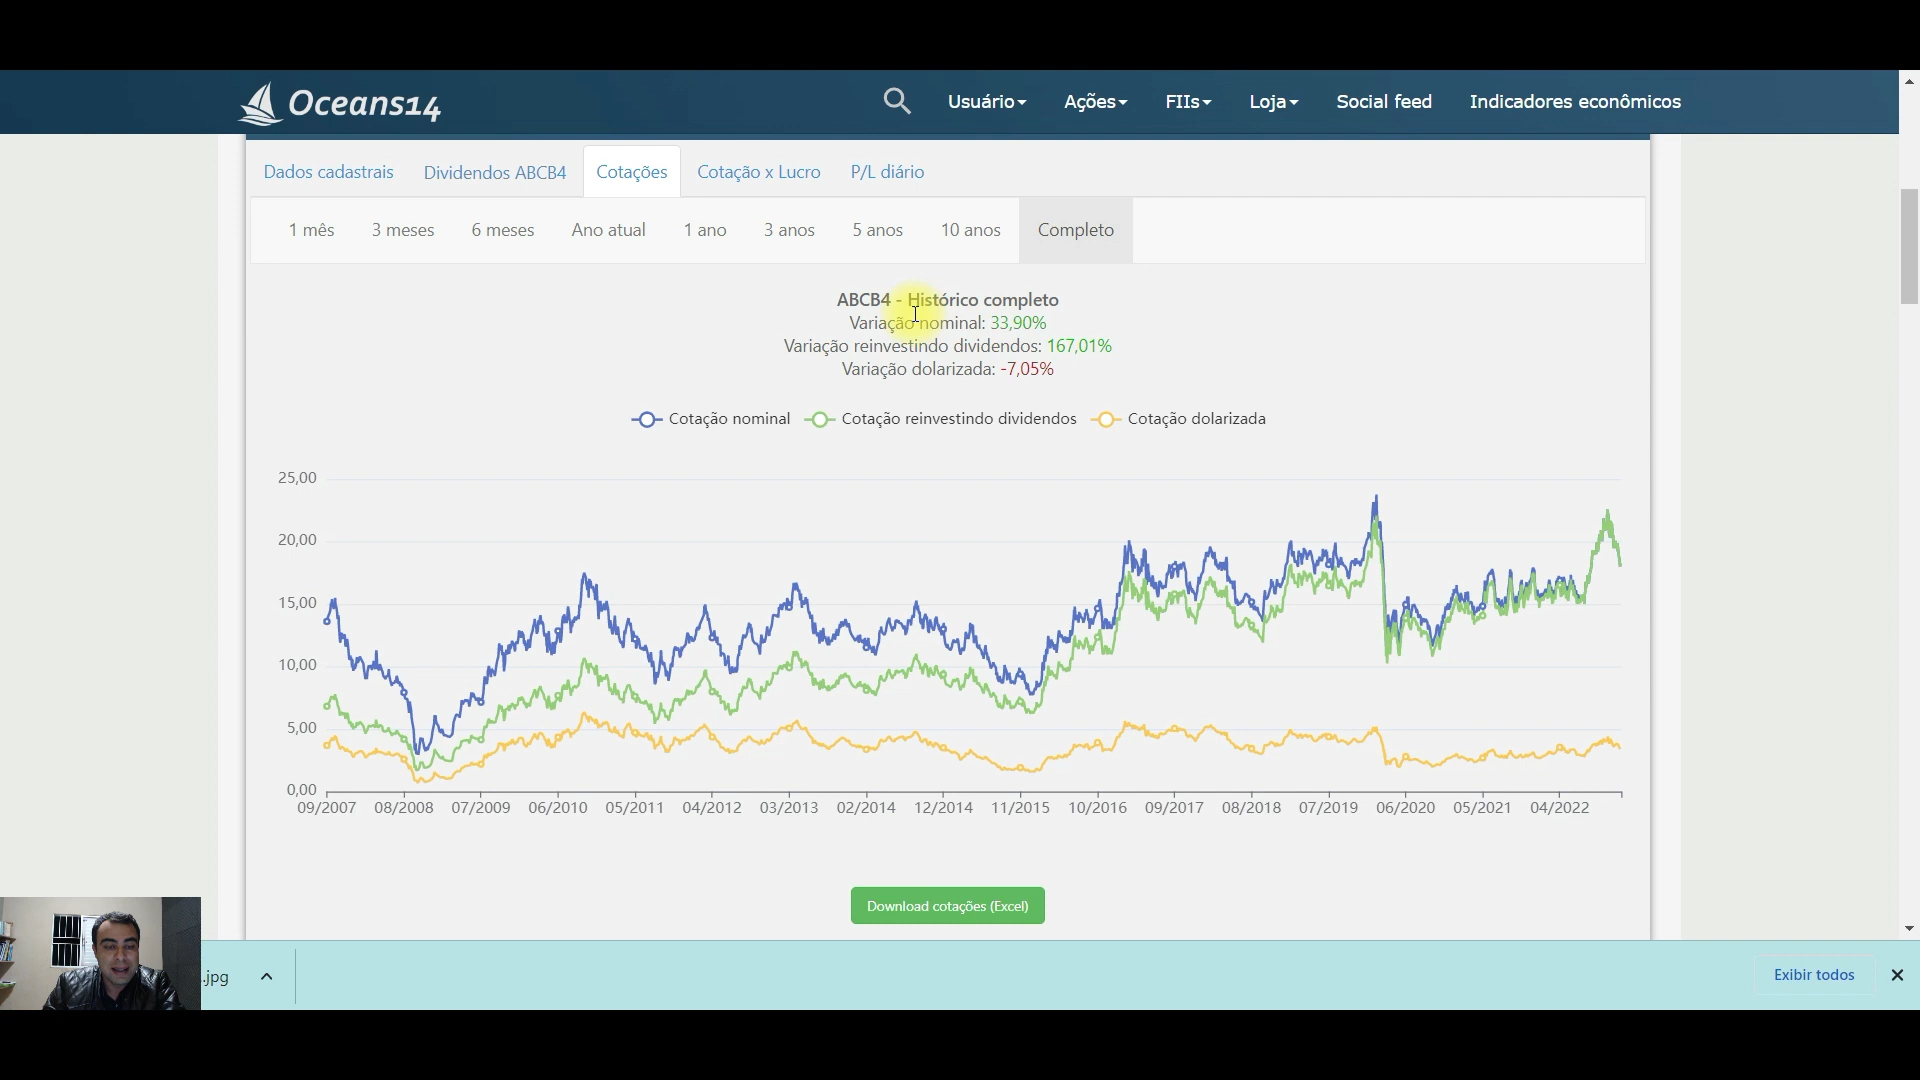 Oceans14
Usuário Ações FIIs Loja Social feed Indicadores econômicos
Dados cadastrais Dividendos ABCB4 Cotações Cotação x Lucro P/L diário
1 mês 3 meses 6 meses Ano atual 1 ano 3 anos 5 anos 10 anos Completo
ABCB4 - Histórico completo
Variação nominal: 33,90%
Variação reinvestindo dividendos: 167,01%
Variação dolarizada: -7,05%
Cotação nominal Cotação reinvestindo dividendos Cotação dolarizada
25,00
20,00
15,00
10,00
5,00
0,00
09/2007 08/2008 07/2009 06/2010 05/2011 04/2012 03/2013 02/2014 12/2014 11/2015 10/2016 09/2017 08/2018 07/2019 06/2020 05/2021 04/2022
Download cotações (Excel)
.jpg
Exibir todos